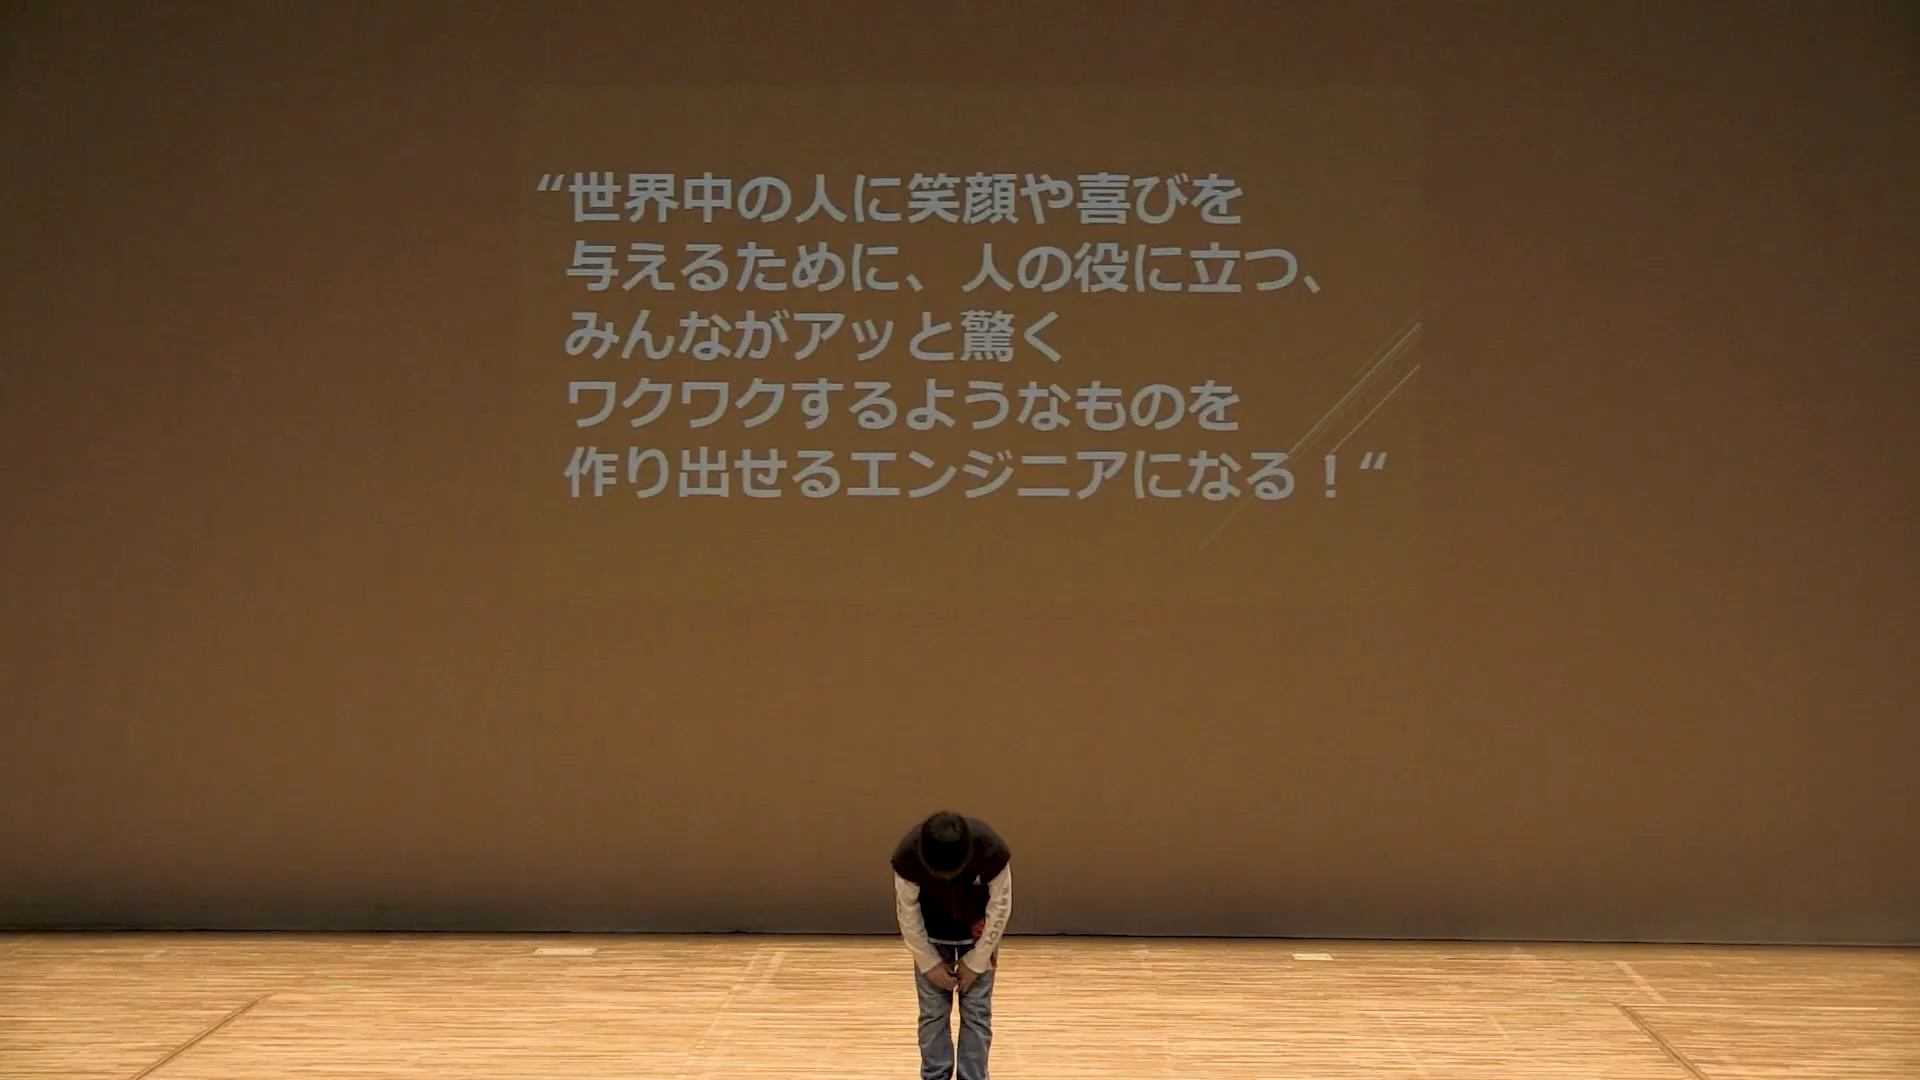 “世界中の人に笑顔や喜びを
与えるために、人の役に立つ、
みんながアッと驚く
ワクワクするようなものを
作り出せるエンジニアになる！“